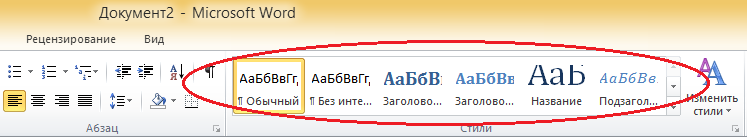 Документ2 - Microsoft Word
Рецензирование Вид
АаБбВвГг, АаБбВвГг, АаБбВ АаБбВв АаБ АаБбВв.
¶ Обычный ¶ Без инте... Заголово... Заголово... Название Подзагол... Изменить стили
Абзац Стили